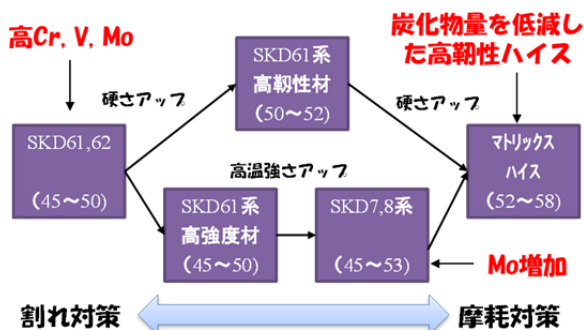 高Cr, V, Mo
炭化物量を低減し
た高靭性ハイス
SKD61系
高靭性材
(50～52)
硬さアップ
硬さアップ
SKD61,62
(45～50)
マトリックス
ハイス
(52～58)
高温強さアップ
SKD61系
高強度材
(45～50)
SKD7,8系
(45～53)
Mo増加
割れ対策
摩耗対策